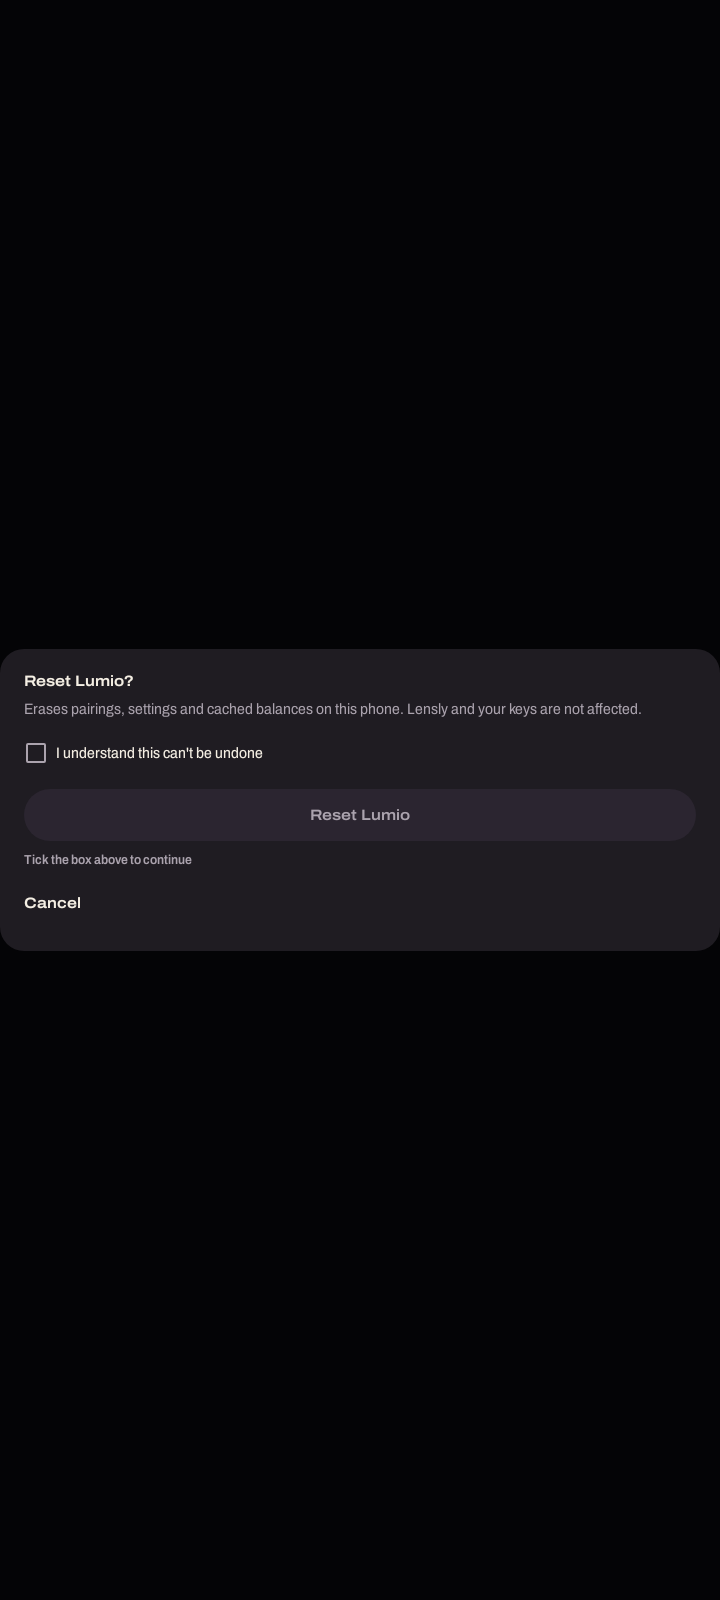 Reset Lumio?
Erases pairings, settings and cached balances on this phone. Lensly and your keys are not affected.
I understand this can't be undone
Reset Lumio
Tick the box above to continue
Cancel